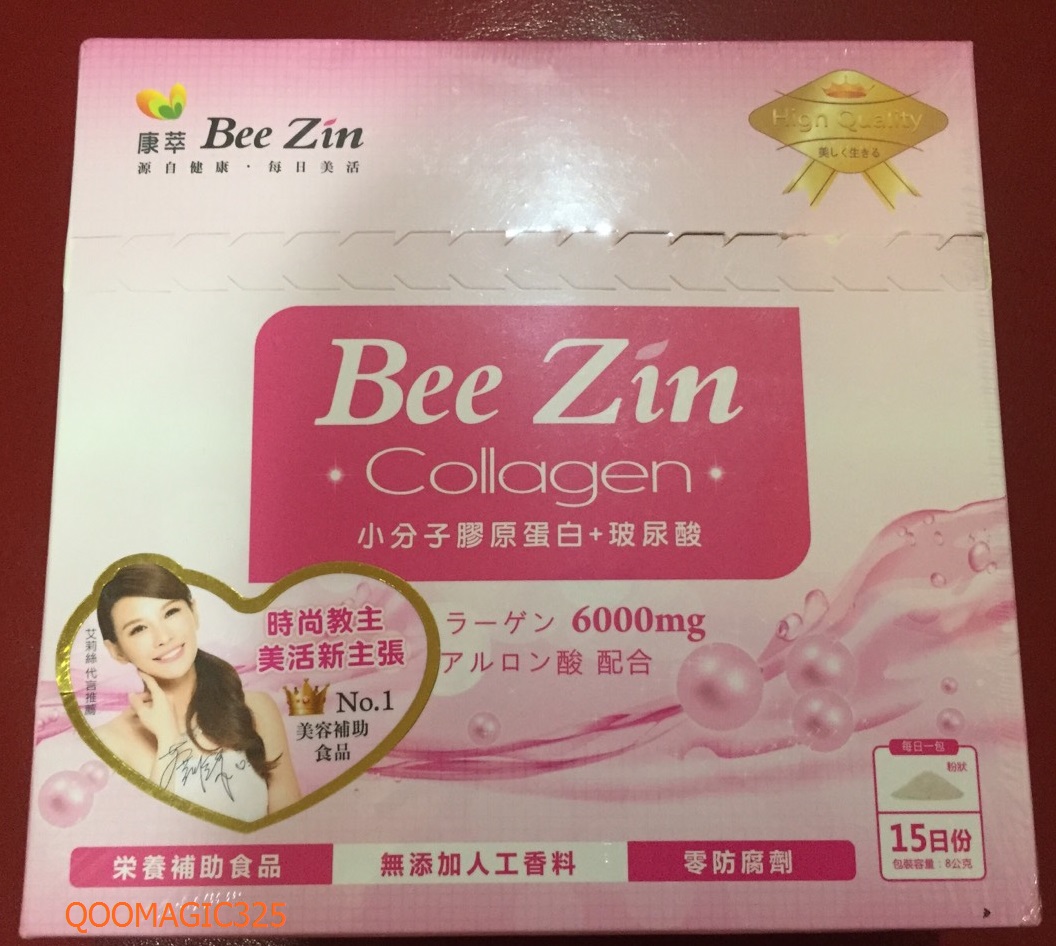 康萃 Bee Zin
源自健康・每日美活
High Quality
美しく生きる
Bee Zin
Collagen
小分子膠原蛋白+玻尿酸
ラーゲン 6000mg
アルロン酸 配合
艾莉絲 代言推薦
時尚教主
美活新主張
No.1
美容補助
食品
每日一包
粉狀
15日份
包裝容量：8公克
栄養補助食品
無添加人工香料
零防腐劑
QOOMAGIC325